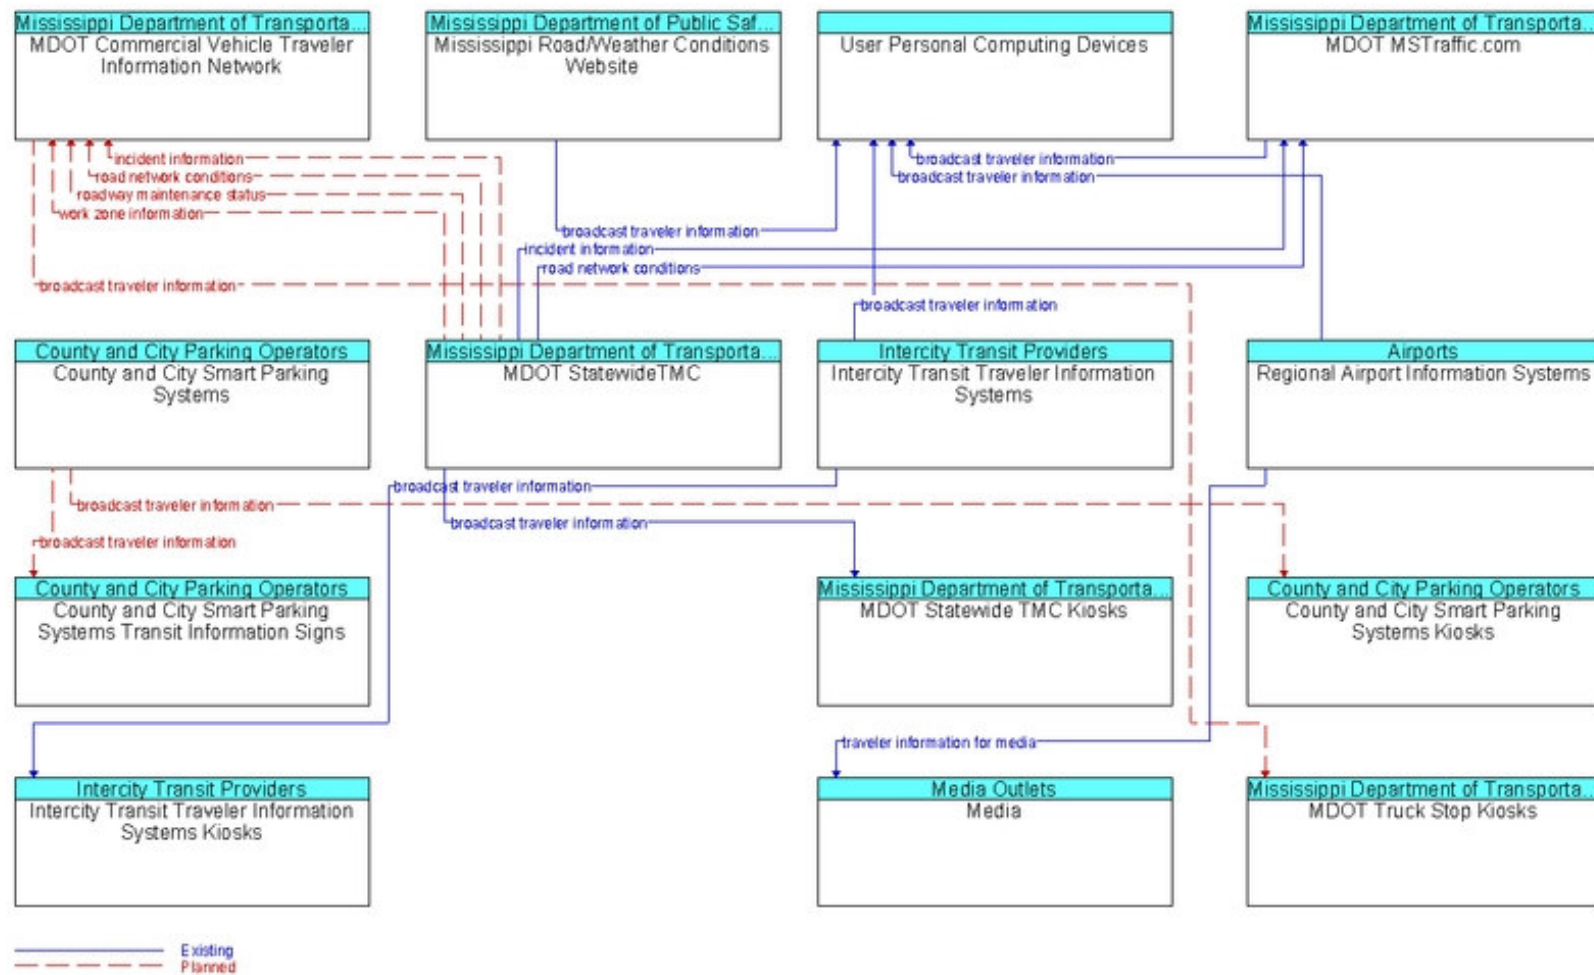 Mississippi Department of Transporta...
MDOT Commercial Vehicle Traveler
Information Network
Mississippi Department of Public Saf...
Mississippi Road/Weather Conditions
Website
User Personal Computing Devices
Mississippi Department of Transporta...
MDOT MSTraffic.com
incident information
road network conditions
roadway maintenance status
work zone information
broadcast traveler information
broadcast traveler information
broadcast traveler information
incident information
road network conditions
broadcast traveler information
broadcast traveler information
County and City Parking Operators
County and City Smart Parking
Systems
Mississippi Department of Transporta...
MDOT StatewideTMC
Intercity Transit Providers
Intercity Transit Traveler Information
Systems
Airports
Regional Airport Information Systems
broadcast traveler information
broadcast traveler information
broadcast traveler information
broadcast traveler information
County and City Parking Operators
County and City Smart Parking
Systems Transit Information Signs
Mississippi Department of Transporta...
MDOT Statewide TMC Kiosks
County and City Parking Operators
County and City Smart Parking
Systems Kiosks
traveler information for media
Intercity Transit Providers
Intercity Transit Traveler Information
Systems Kiosks
Media Outlets
Media
Mississippi Department of Transporta...
MDOT Truck Stop Kiosks
Existing
Planned